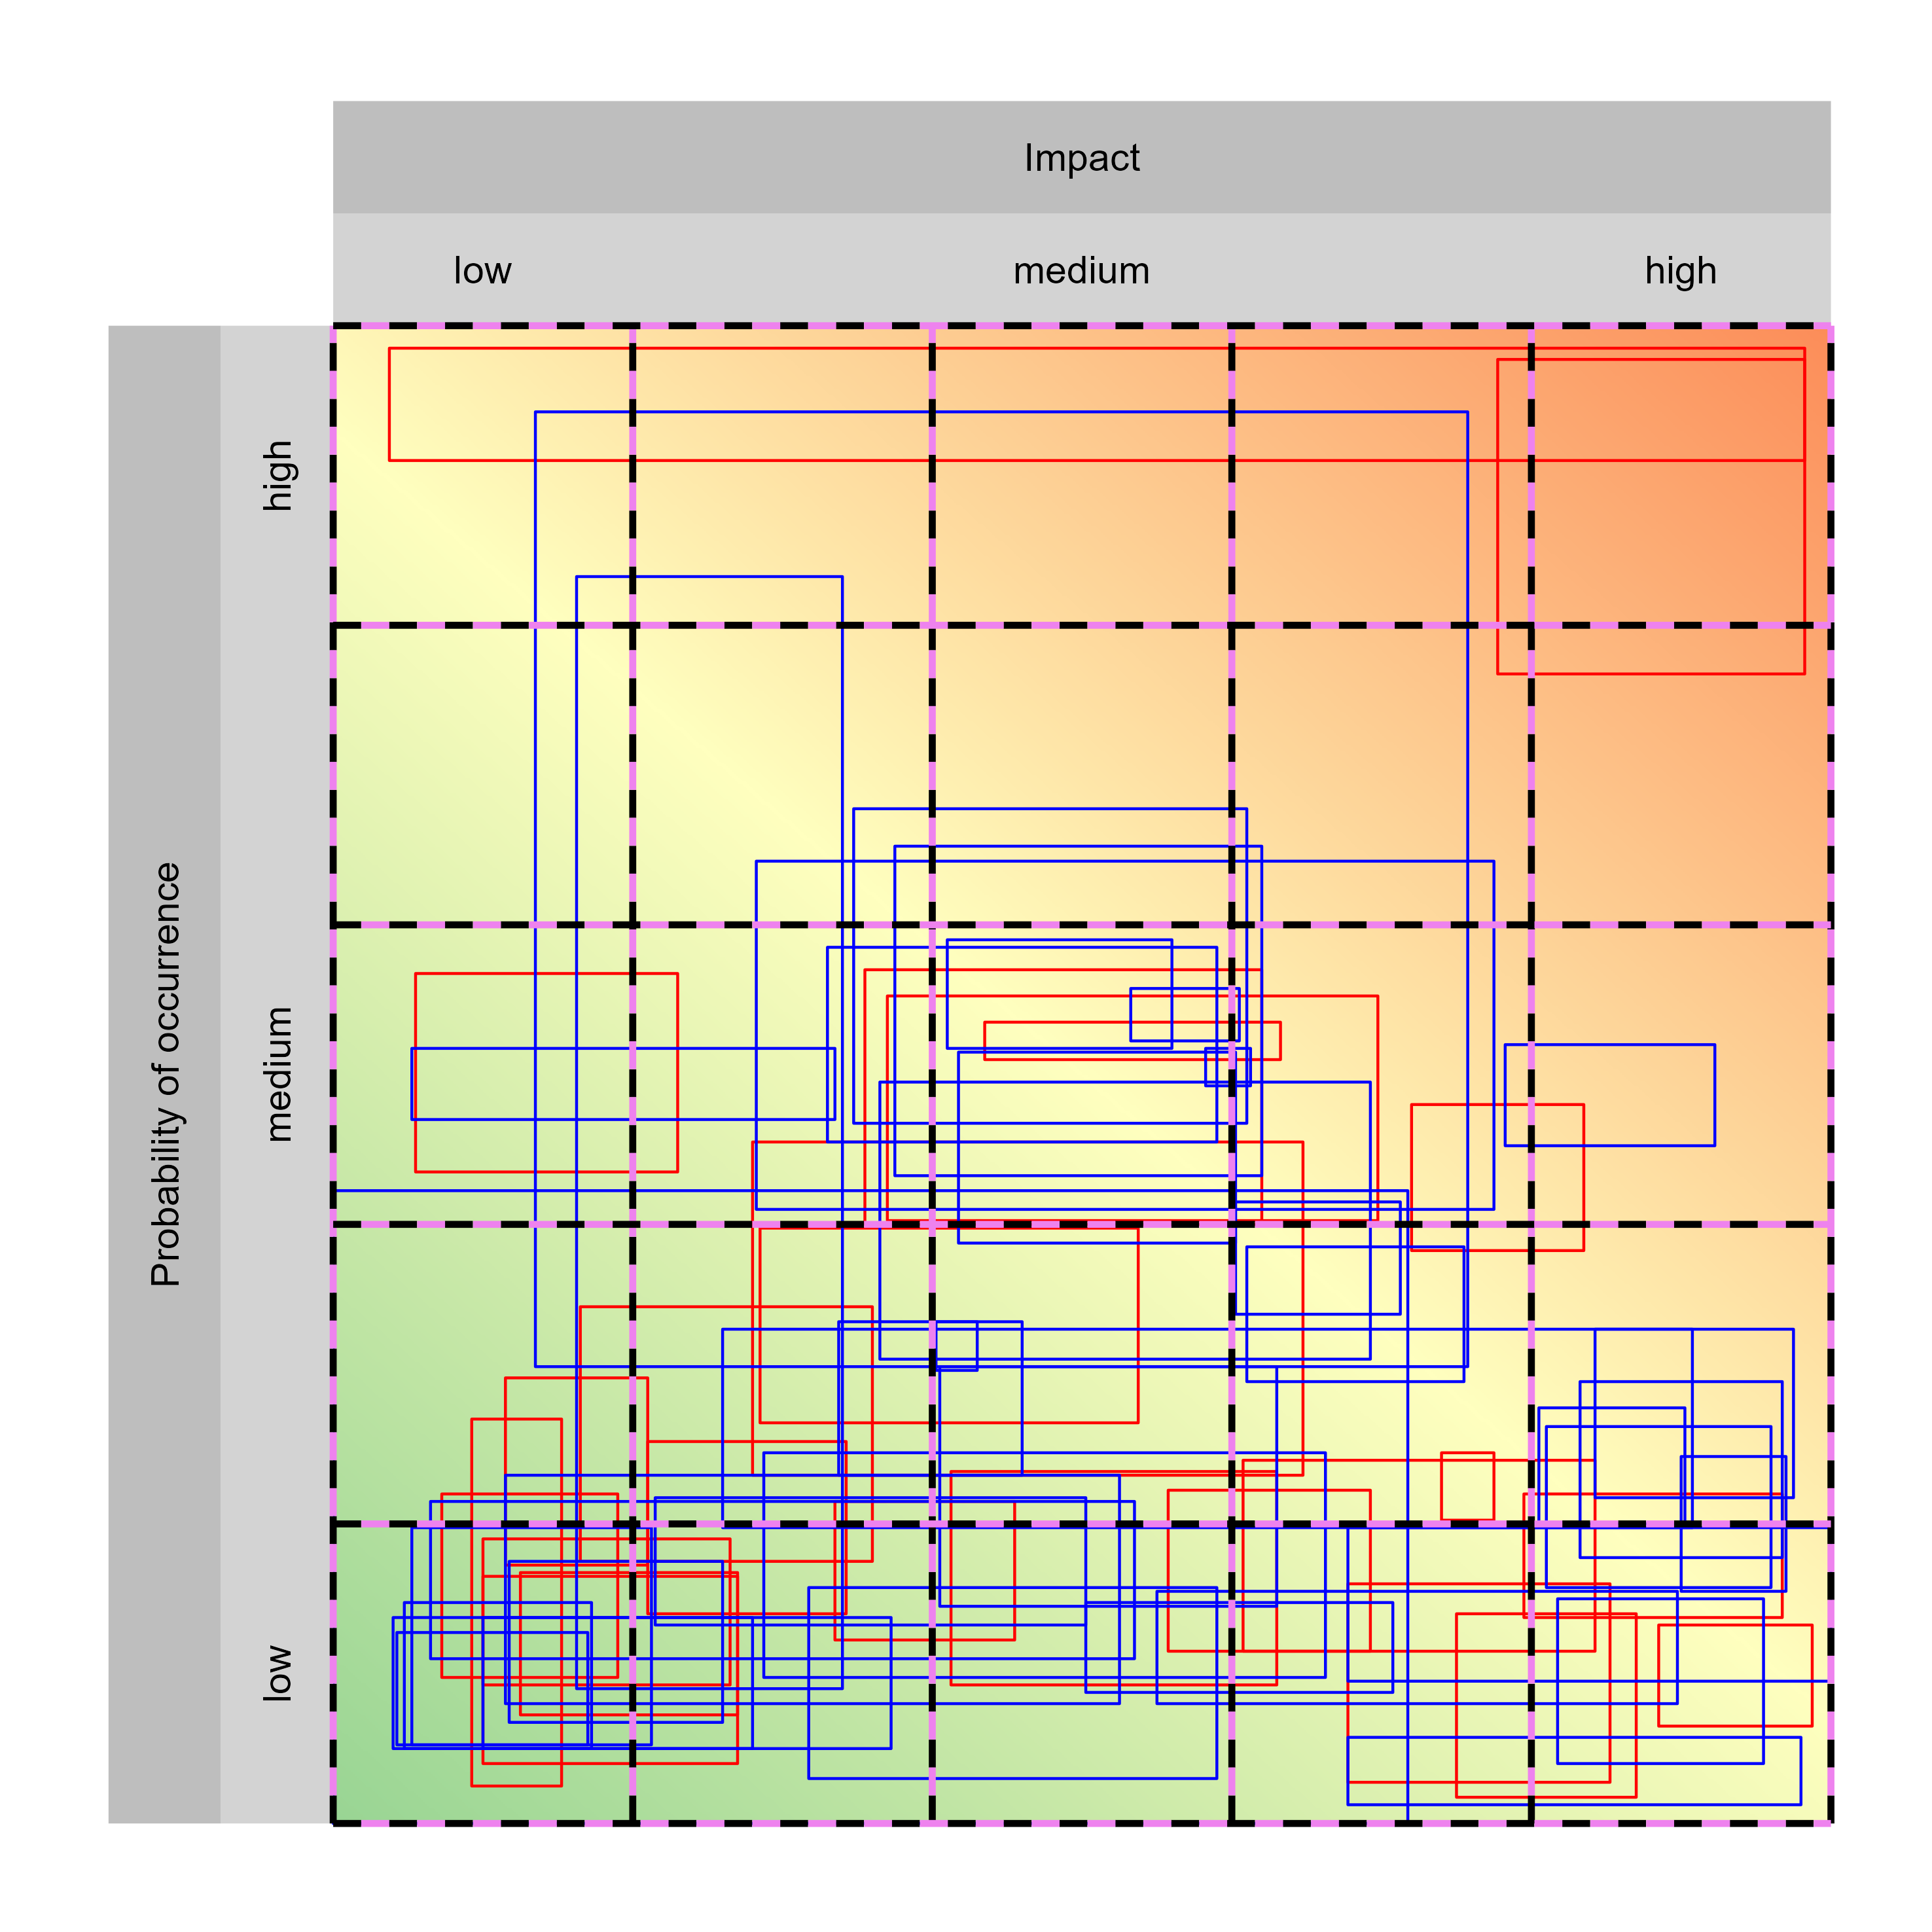 Impact
low
medium
high
Probability of occurrence
high
medium
low